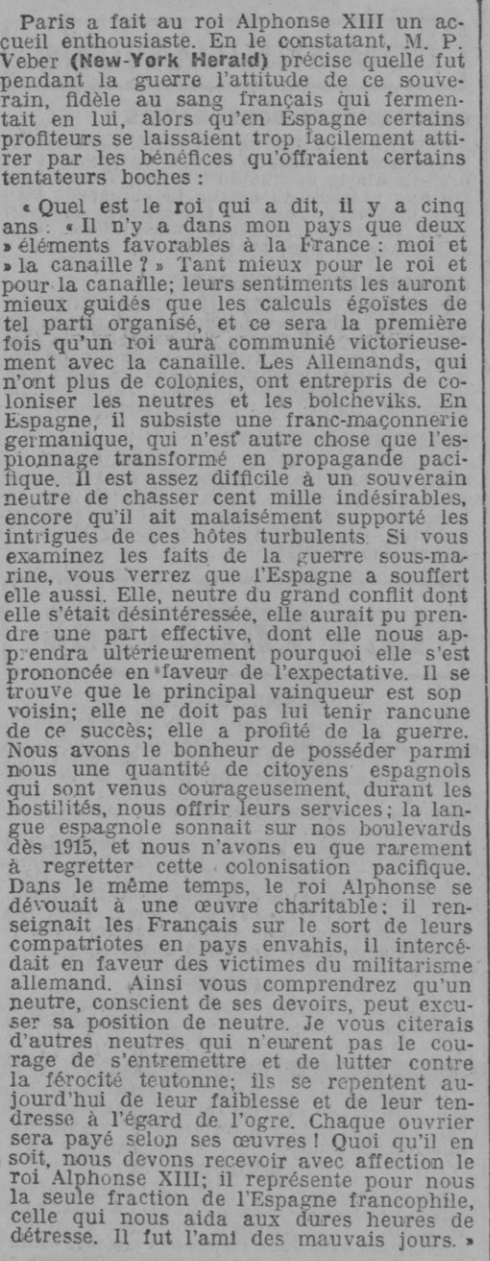 Paris a fait au roi Alphonse XIII un ac-
cueil enthousiaste. En le constatant, M. P.
Veber (New-York Herald) précise quelle fut
pendant la guerre l'attitude de ce souve-
rain, fidèle au sang français qui fermen-
tait en lui, alors qu'en Espagne certains
profiteurs se laissaient trop facilement atti-
rer par les bénéfices qu'offraient certains
tentateurs boches :
« Quel est le roi qui a dit, il y a cinq
ans : « Il n'y a dans mon pays que deux
» éléments favorables à la France : moi et
» la canaille ? » Tant mieux pour le roi et
pour la canaille; leurs sentiments les auront
mieux guidés que les calculs égoïstes de
tel parti organisé, et ce sera la première
fois qu'un roi aura communié victorieuse-
ment avec la canaille. Les Allemands, qui
n'ont plus de colonies, ont entrepris de co-
loniser les neutres et les bolcheviks. En
Espagne, il subsiste une franc-maçonnerie
germanique, qui n'est autre chose que l'es-
pionnage transformé en propagande paci-
fique. Il est assez difficile à un souverain
neutre de chasser cent mille indésirables,
encore qu'il ait malaisément supporté les
intrigues de ces hôtes turbulents. Si vous
examinez les faits de la guerre sous-ma-
rine, vous verrez que l'Espagne a souffert
elle aussi. Elle, neutre du grand conflit dont
elle s'était désintéressée, elle aurait pu pren-
dre une part effective, dont elle nous ap-
prendra ultérieurement pourquoi elle s'est
prononcée en faveur de l'expectative. Il se
trouve que le principal vainqueur est son
voisin; elle ne doit pas lui tenir rancune
de ce succès; elle a profité de la guerre.
Nous avons le bonheur de posséder parmi
nous une quantité de citoyens espagnols
qui sont venus courageusement, durant les
hostilités, nous offrir leurs services; la lan-
gue espagnole sonnait sur nos boulevards
dès 1915, et nous n'avons eu que rarement
à regretter cette colonisation pacifique.
Dans le même temps, le roi Alphonse se
dévouait à une œuvre charitable: il ren-
seignait les Français sur le sort de leurs
compatriotes en pays envahis, il intercé-
dait en faveur des victimes du militarisme
allemand. Ainsi vous comprendrez qu'un
neutre, conscient de ses devoirs, peut excu-
ser sa position de neutre. Je vous citerais
d'autres neutres qui n'eurent pas le cou-
rage de s'entremettre et de lutter contre
la férocité teutonne; ils se repentent au-
jourd'hui de leur faiblesse et de leur ten-
dresse à l'égard de l'ogre. Chaque ouvrier
sera payé selon ses œuvres ! Quoi qu'il en
soit, nous devons recevoir avec affection le
roi Alphonse XIII; il représente pour nous
la seule fraction de l'Espagne francophile,
celle qui nous aida aux dures heures de
détresse. Il fut l'ami des mauvais jours. »